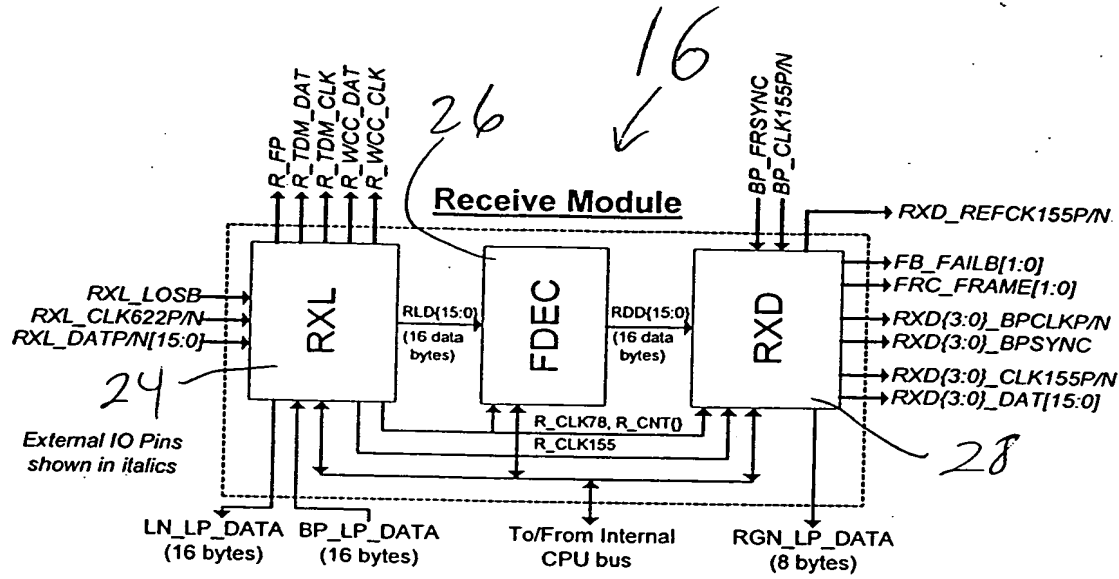 16
26
R_FP
R_TDM_DAT
R_TDM_CLK
R_WCC_DAT
R_WCC_CLK
BP_FRSYNC
BP_CLK155P/N
Receive Module
RXD_REFCK155P/N
RXL_LOSB
RXL_CLK622P/N
RXL_DATP/N[15:0]
RXL
RLD{15:0}
(16 data
bytes)
FDEC
RDD{15:0}
(16 data
bytes)
RXD
FB_FAILB[1:0]
FRC_FRAME[1:0]
RXD{3:0}_BPCLKP/N
RXD{3:0}_BPSYNC
RXD{3:0}_CLK155P/N
RXD{3:0}_DAT[15:0]
24
R_CLK78, R_CNT{}
R_CLK155
28
External IO Pins
shown in italics
LN_LP_DATA
(16 bytes)
BP_LP_DATA
(16 bytes)
To/From Internal
CPU bus
RGN_LP_DATA
(8 bytes)